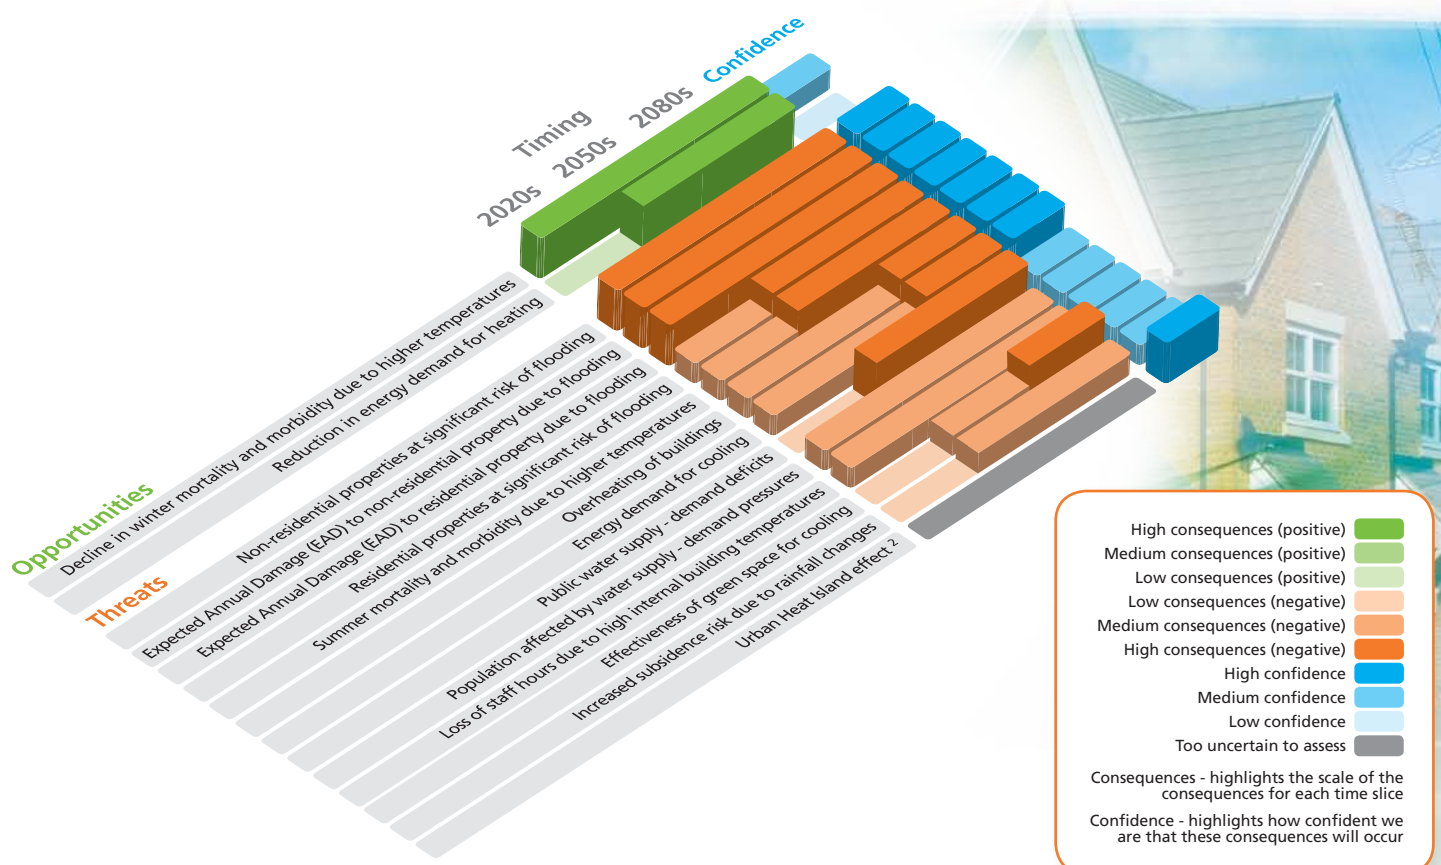 Confidence
Timing
2020s 2050s 2080s
Opportunities
Decline in winter mortality and morbidity due to higher temperatures
Reduction in energy demand for heating
Threats
Non-residential properties at significant risk of flooding
Expected Annual Damage (EAD) to non-residential property due to flooding
Expected Annual Damage (EAD) to residential property due to flooding
Residential properties at significant risk of flooding
Summer mortality and morbidity due to higher temperatures
Overheating of buildings
Energy demand for cooling
Public water supply - demand deficits
Population affected by water supply - demand pressures
Loss of staff hours due to high internal building temperatures
Effectiveness of green space for cooling
Increased subsidence risk due to rainfall changes
Urban Heat Island effect ²
High consequences (positive)
Medium consequences (positive)
Low consequences (positive)
Low consequences (negative)
Medium consequences (negative)
High consequences (negative)
High confidence
Medium confidence
Low confidence
Too uncertain to assess
Consequences - highlights the scale of the
consequences for each time slice
Confidence - highlights how confident we
are that these consequences will occur